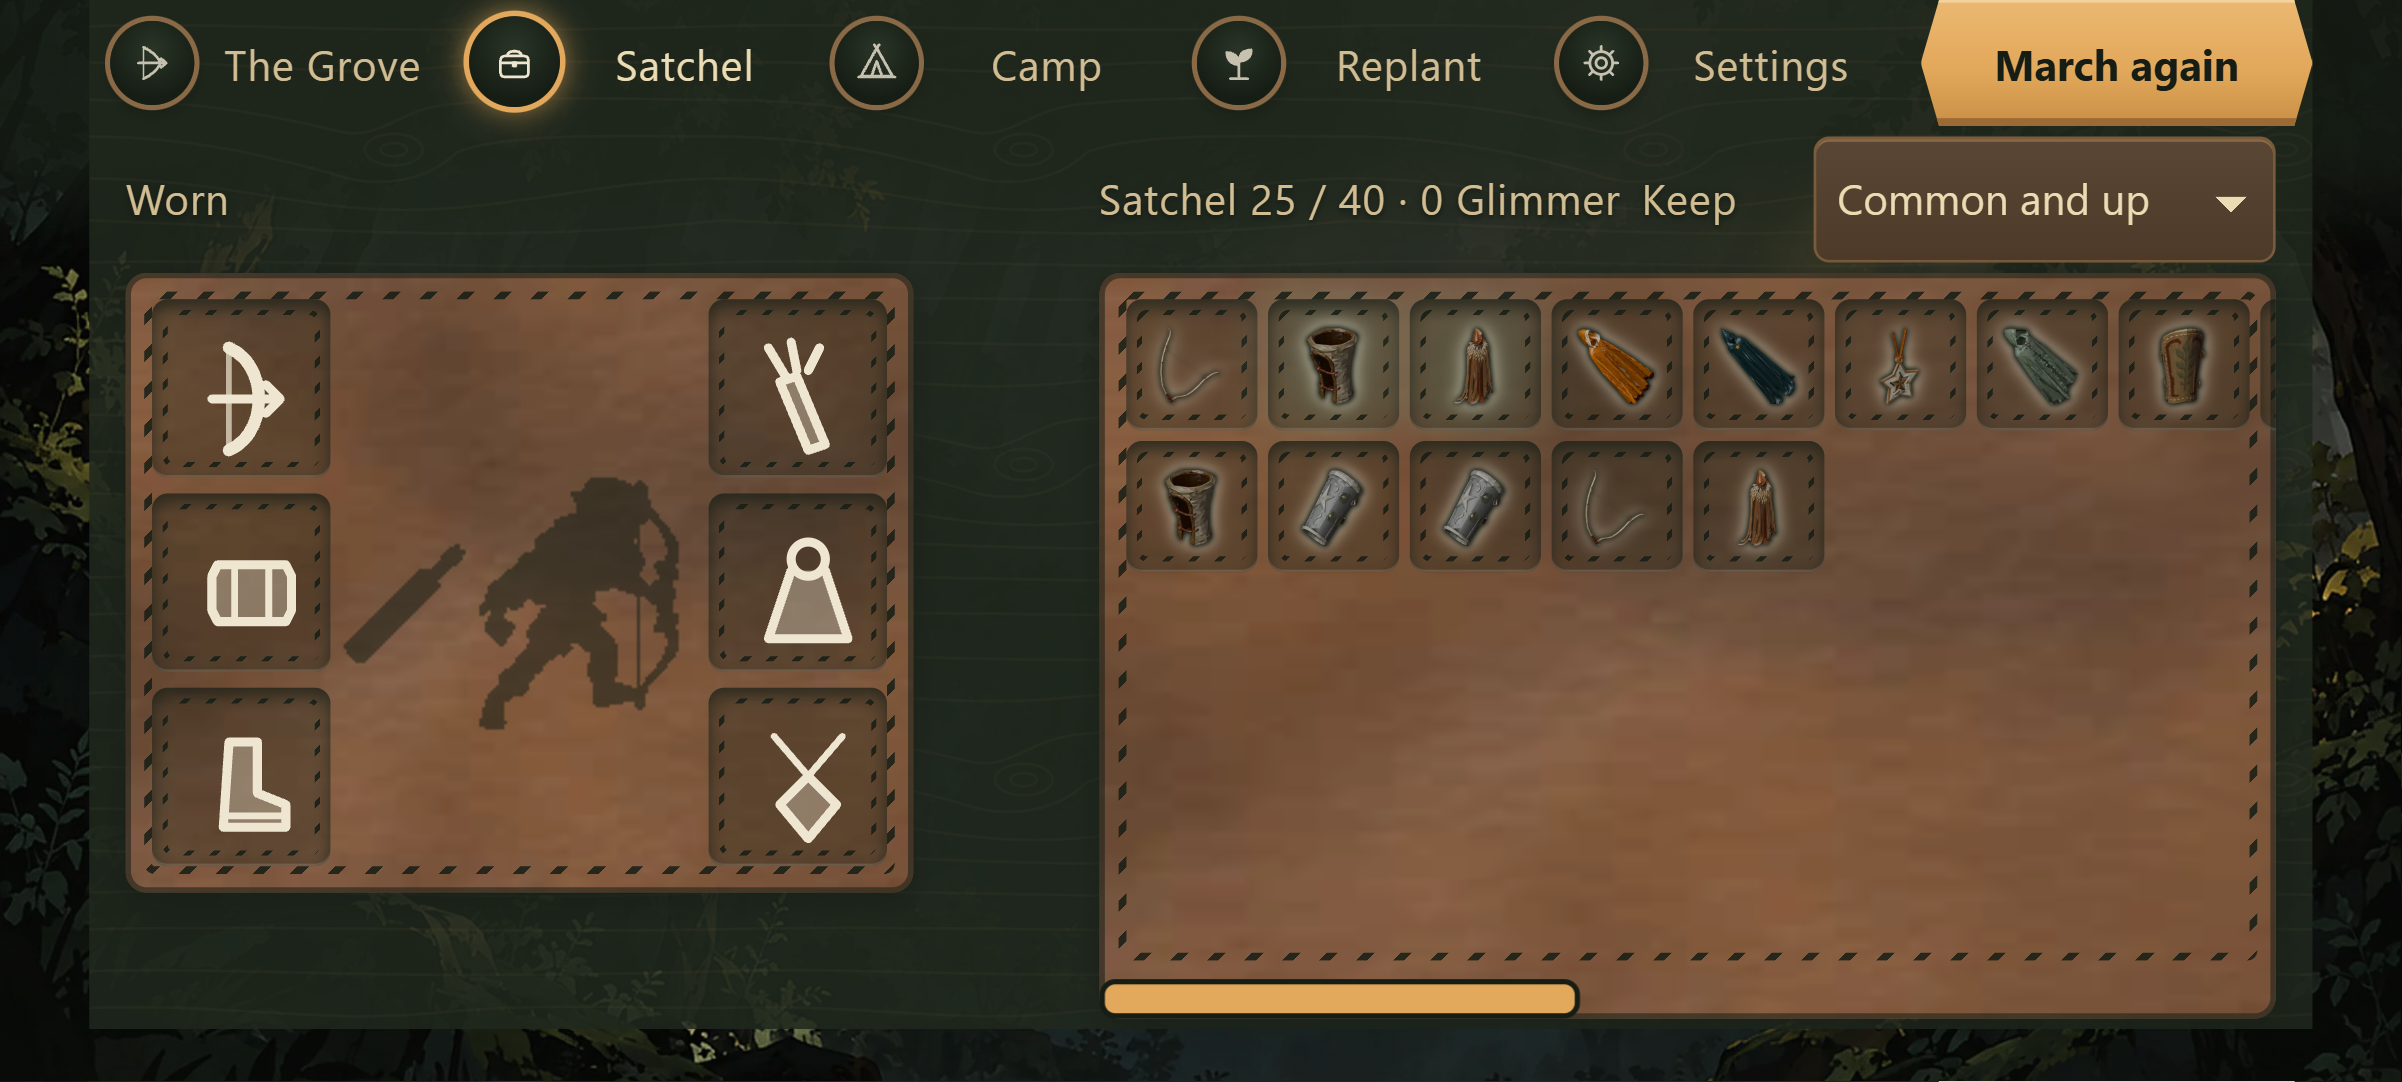 The Grove
Satchel
Camp
Replant
Settings
March again
Worn
Satchel 25 / 40 · 0 Glimmer Keep
Common and up